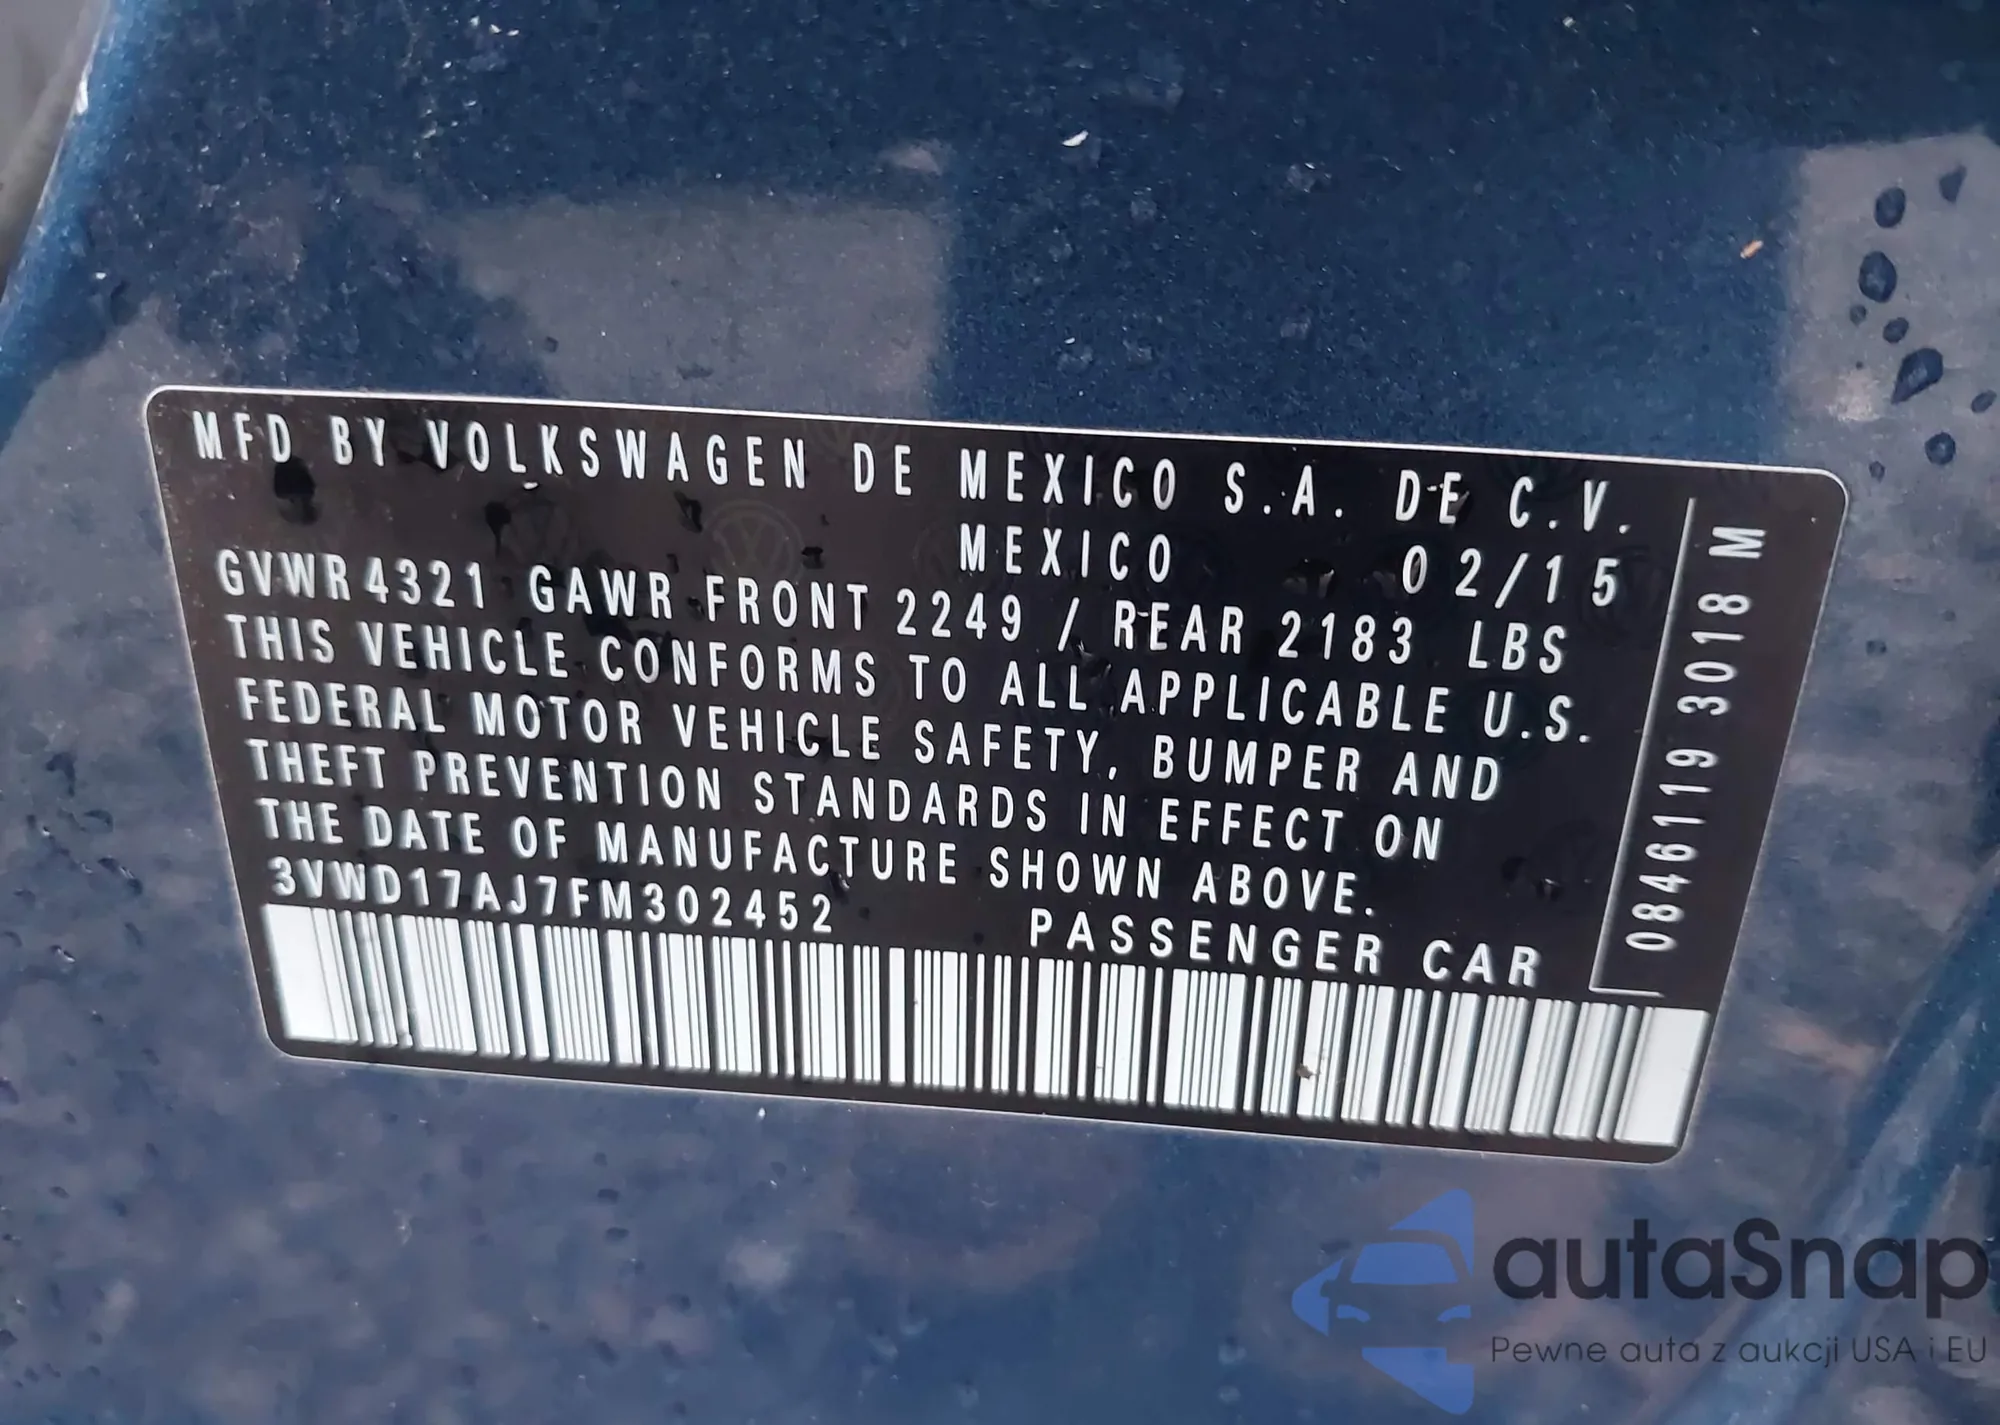 MFD BY VOLKSWAGEN DE MEXICO S.A. DE C.V.
MEXICO 02/15
GVWR 4321 GAWR FRONT 2249 / REAR 2183 LBS
THIS VEHICLE CONFORMS TO ALL APPLICABLE U.S.
FEDERAL MOTOR VEHICLE SAFETY, BUMPER AND
THEFT PREVENTION STANDARDS IN EFFECT ON
THE DATE OF MANUFACTURE SHOWN ABOVE.
3VWD17AJ7FM302452 PASSENGER CAR
0846119 3018 M
autaSnap
Pewne auta z aukcji USA i EU